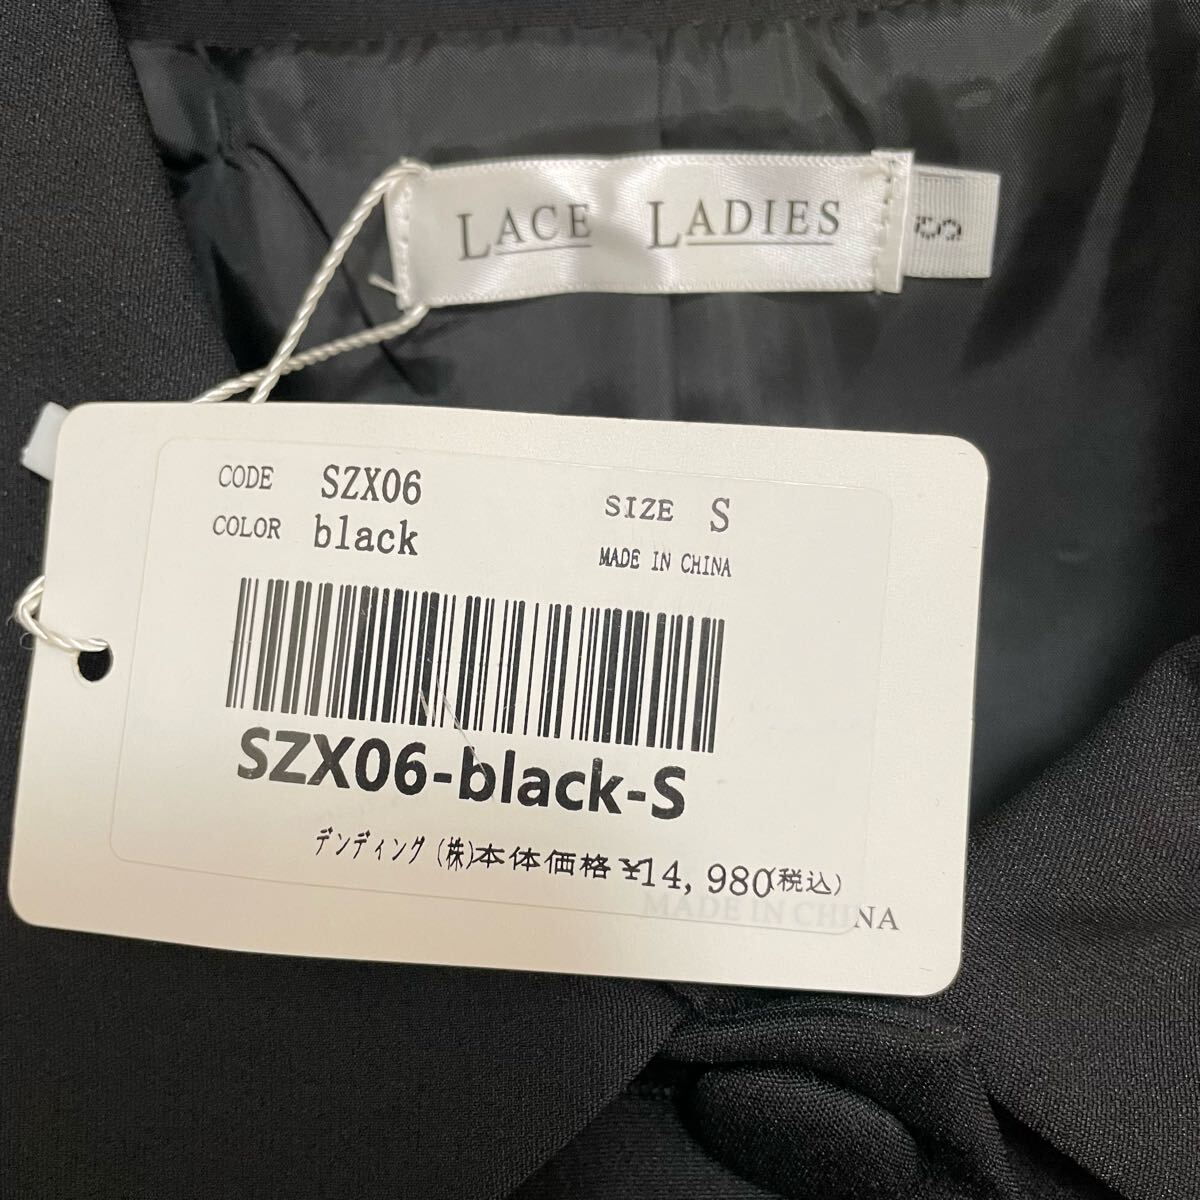 LACE LADIES
S
CODE SZX06
COLOR black
SIZE S
MADE IN CHINA
SZX06-black-S
デンディング(株)本体価格¥14,980(税込)
MADE IN CHINA